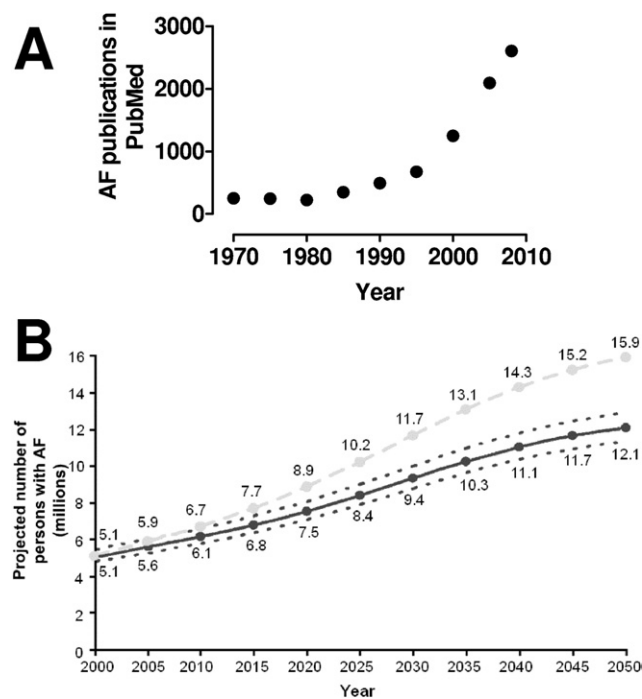 A
AF publications in
PubMed
3000
2000
1000
0
1970 1980 1990 2000 2010
Year
B
Projected number of
persons with AF
(millions)
16
14
12
10
8
6
4
2
0
5.1 5.9 6.7 7.7 8.9 10.2 11.7 13.1 14.3 15.2 15.9
5.1 5.6 6.1 6.8 7.5 8.4 9.4 10.3 11.1 11.7 12.1
2000 2005 2010 2015 2020 2025 2030 2035 2040 2045 2050
Year